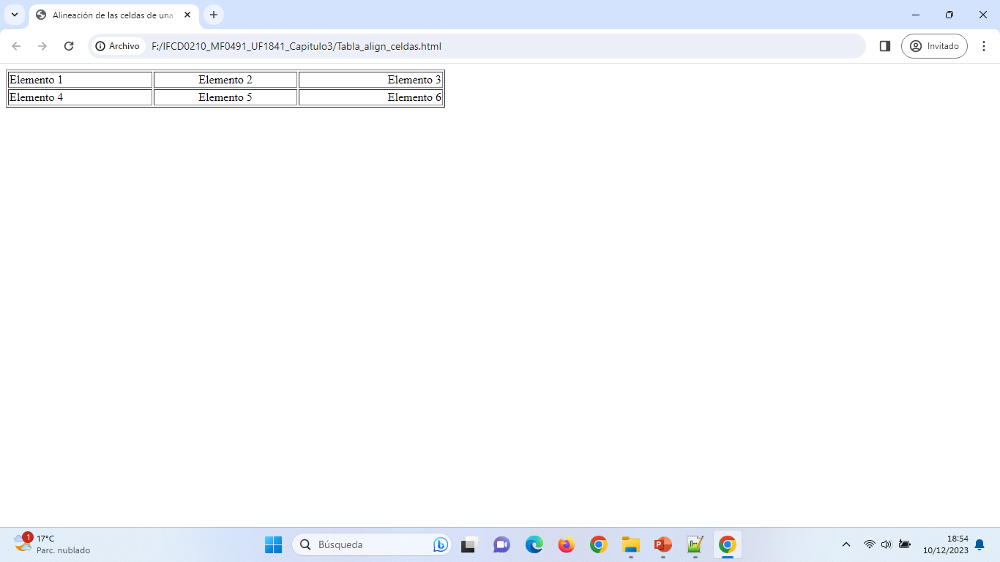 Alineación de las celdas de una
Archivo
F:/IFCD0210_MF0491_UF1841_Capitulo3/Tabla_align_celdas.html
Invitado
Elemento 1 Elemento 2 Elemento 3
Elemento 4 Elemento 5 Elemento 6
1
17°C
Parc. nublado
Búsqueda
P
18:54
10/12/2023